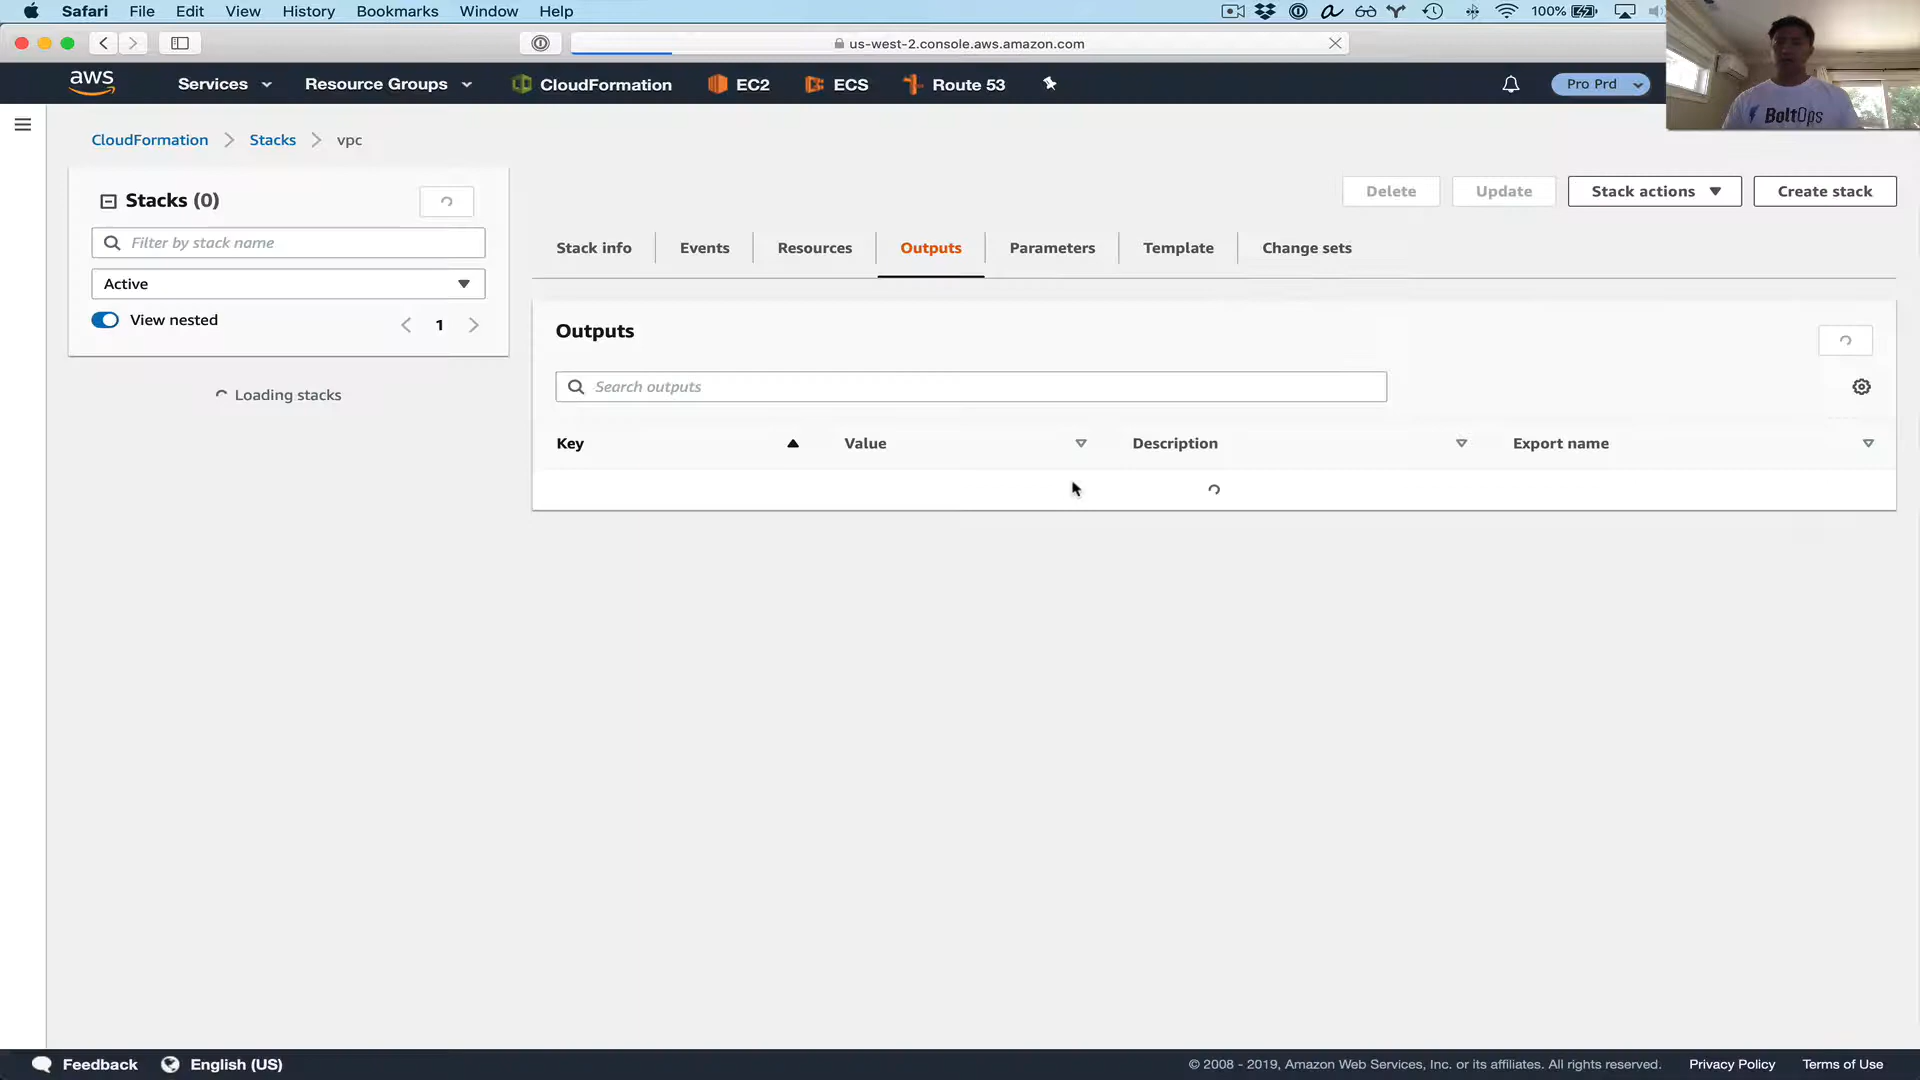 Safari File Edit View History Bookmarks Window Help 100%
us-west-2.console.aws.amazon.com
aws Services Resource Groups CloudFormation EC2 ECS Route 53 Pro Prd
BoltOps
CloudFormation Stacks vpc
Stacks (0)
Filter by stack name
Active
View nested 1
Loading stacks
Delete Update Stack actions Create stack
Stack info Events Resources Outputs Parameters Template Change sets
Outputs
Search outputs
Key Value Description Export name
Feedback English (US) © 2008 - 2019, Amazon Web Services, Inc. or its affiliates. All rights reserved. Privacy Policy Terms of Use